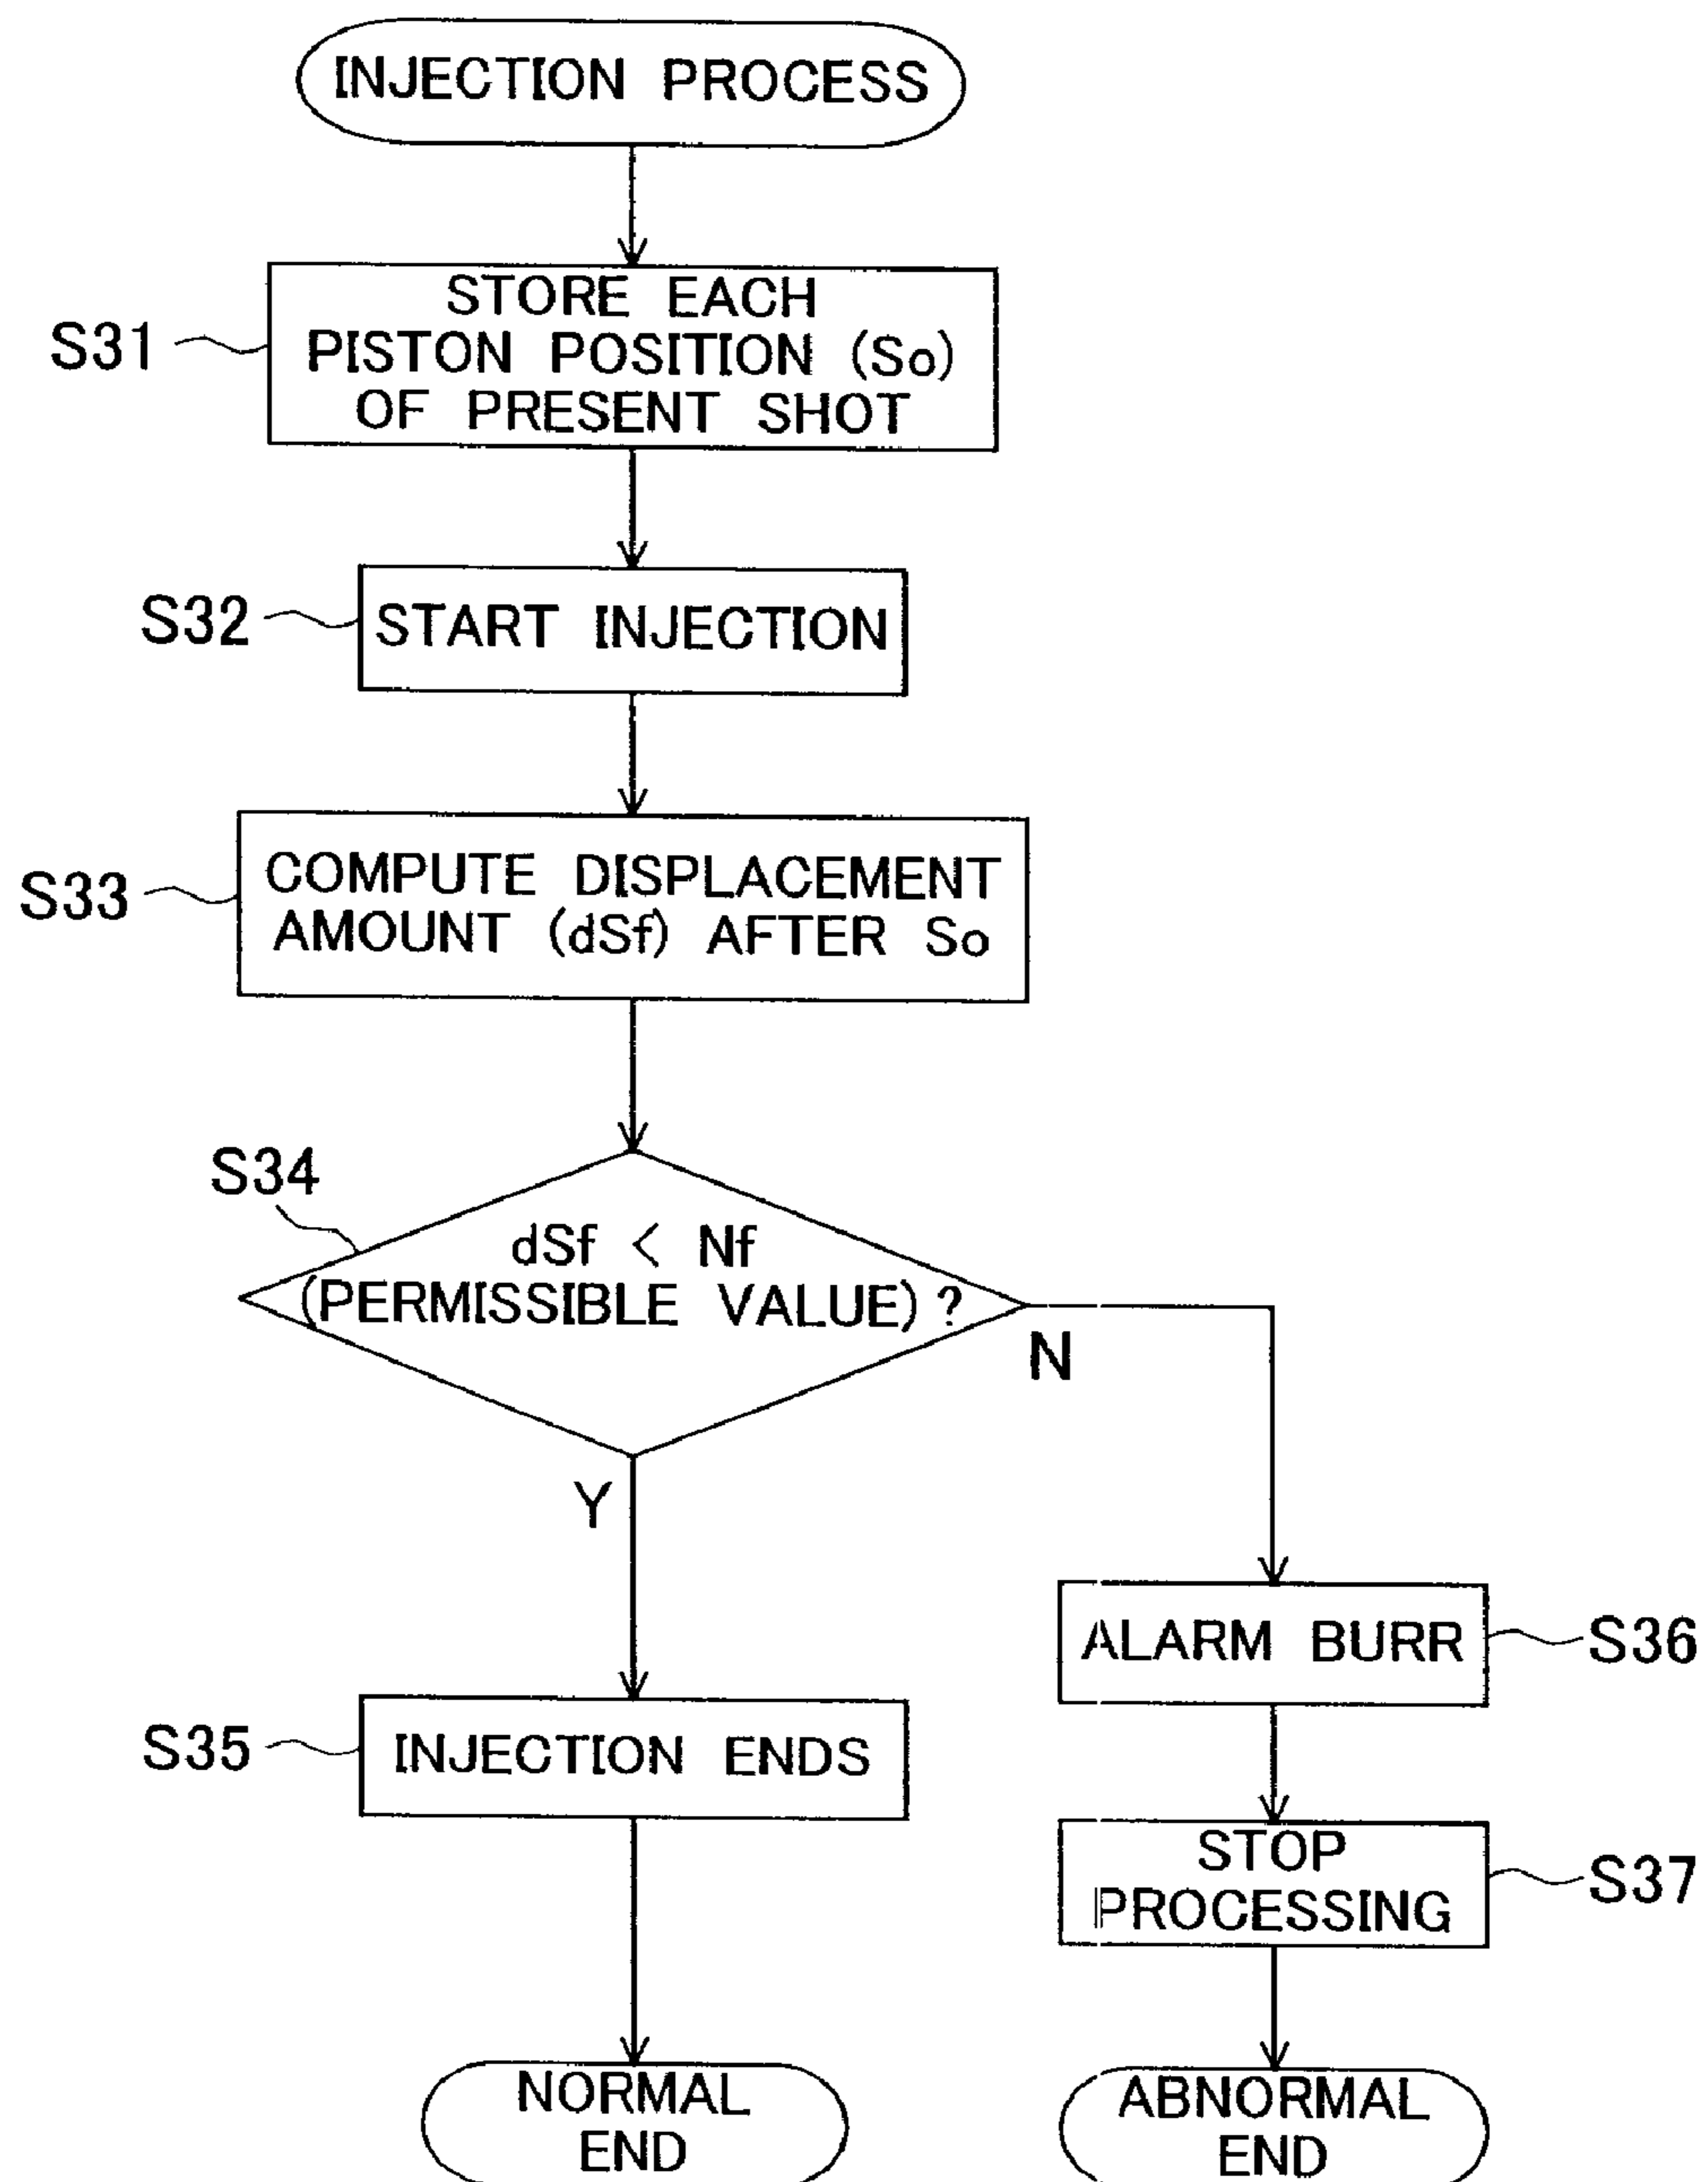 INJECTION PROCESS
S31
STORE EACH
PISTON POSITION (So)
OF PRESENT SHOT
S32
START INJECTION
S33
COMPUTE DISPLACEMENT
AMOUNT (dSf) AFTER So
S34
dSf < Nf
(PERMISSIBLE VALUE) ?
N
Y
ALARM BURR
S36
S35
INJECTION ENDS
STOP
PROCESSING
S37
NORMAL
END
ABNORMAL
END